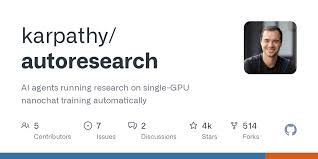 karpathy/
autoresearch
AI agents running research on single-GPU
nanochat training automatically
5
Contributors
7
Issues
2
Discussions
4k
Stars
514
Forks